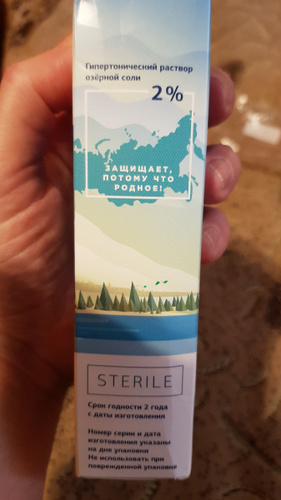 Гипертонический раствор
озёрной соли
2%
ЗАЩИЩАЕТ,
ПОТОМУ ЧТО
РОДНОЕ!
STERILE
Срок годности 2 года
с даты изготовления
Номер серии и дата
изготовления указаны
на дне упаковки
Не использовать при
поврежденной упаковке